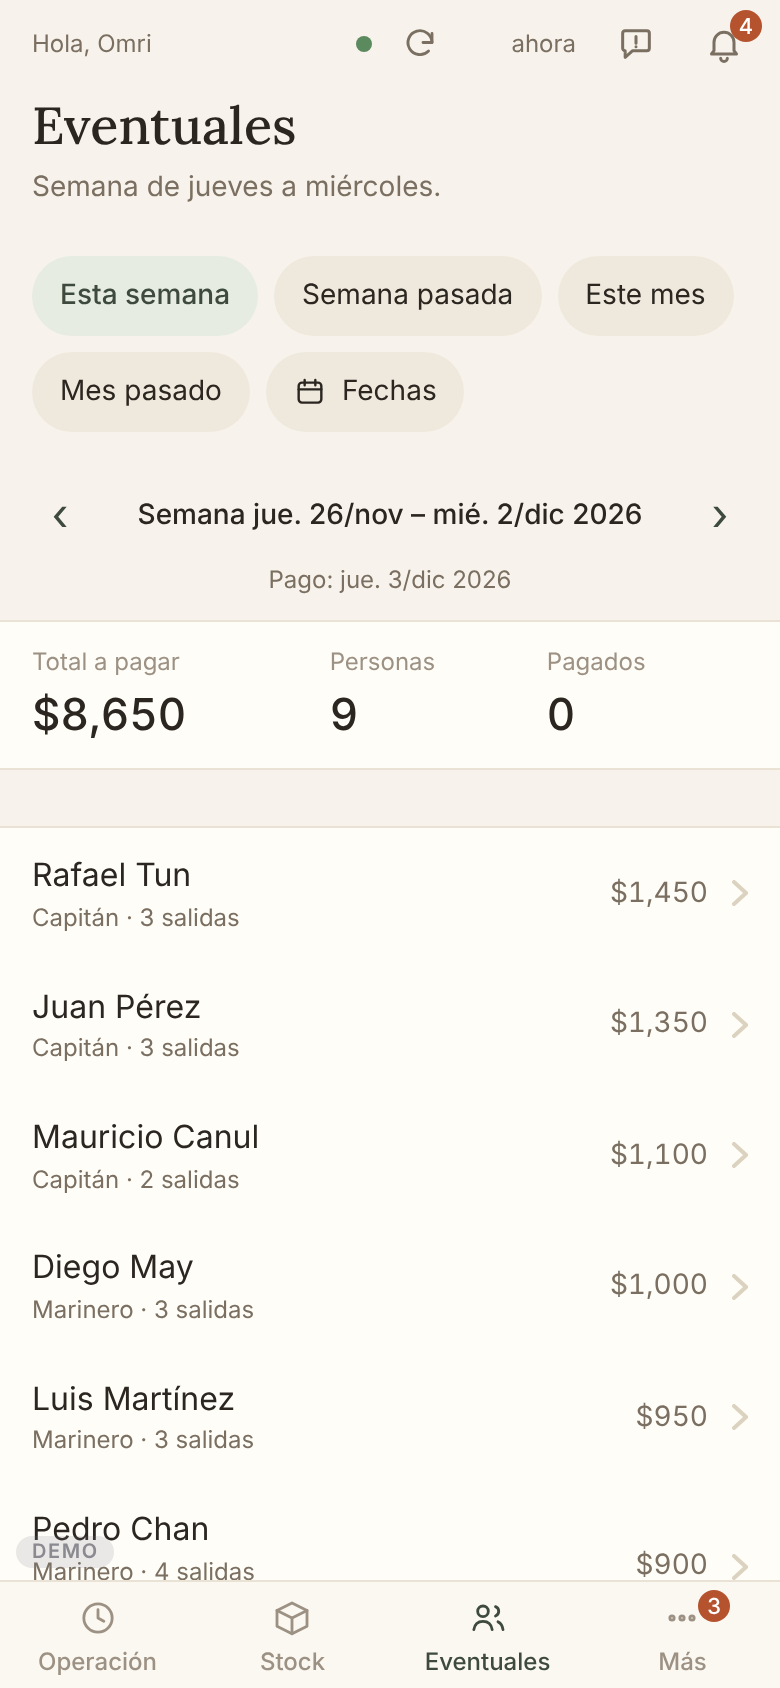 Hola, Omri
ahora
4
Eventuales
Semana de jueves a miércoles.
Esta semana
Semana pasada
Este mes
Mes pasado
Fechas
Semana jue. 26/nov – mié. 2/dic 2026
Pago: jue. 3/dic 2026
Total a pagar
$8,650
Personas
9
Pagados
0
Rafael Tun
Capitán · 3 salidas
$1,450
Juan Pérez
Capitán · 3 salidas
$1,350
Mauricio Canul
Capitán · 2 salidas
$1,100
Diego May
Marinero · 3 salidas
$1,000
Luis Martínez
Marinero · 3 salidas
$950
Pedro Chan
DEMO
Marinero · 4 salidas
$900
Operación
Stock
Eventuales
3
Más